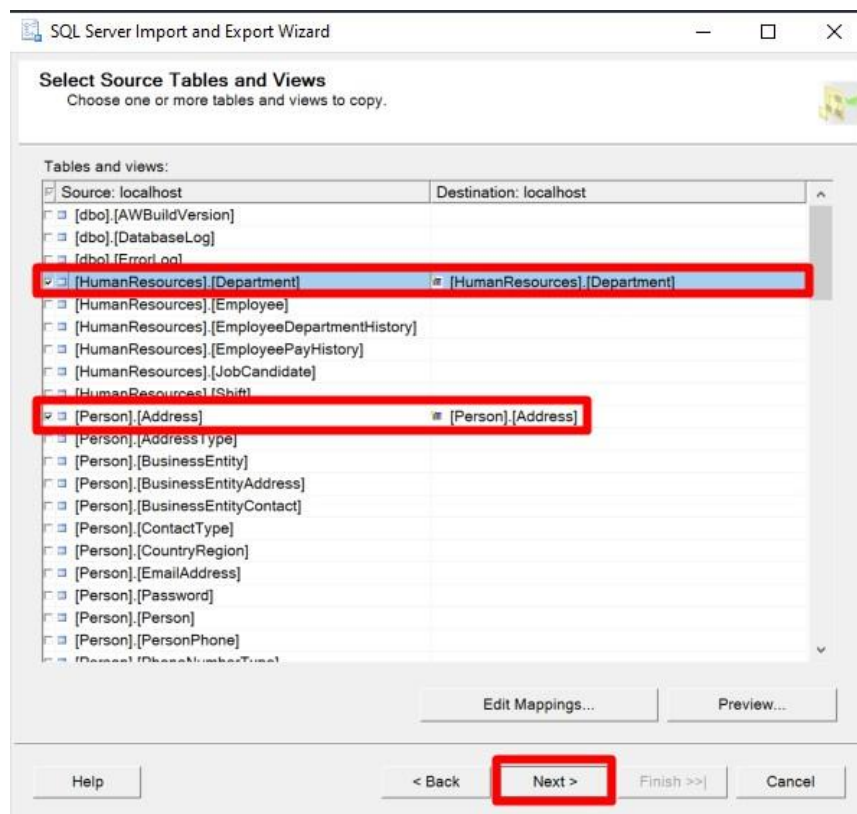 SQL Server Import and Export Wizard
Select Source Tables and Views
Choose one or more tables and views to copy.
Tables and views:
Source: localhost Destination: localhost
[dbo].[AWBuildVersion]
[dbo].[DatabaseLog]
[dbo].[ErrorLog]
[HumanResources].[Department] [HumanResources].[Department]
[HumanResources].[Employee]
[HumanResources].[EmployeeDepartmentHistory]
[HumanResources].[EmployeePayHistory]
[HumanResources].[JobCandidate]
[HumanResources].[Shift]
[Person].[Address] [Person].[Address]
[Person].[AddressType]
[Person].[BusinessEntity]
[Person].[BusinessEntityAddress]
[Person].[BusinessEntityContact]
[Person].[ContactType]
[Person].[CountryRegion]
[Person].[EmailAddress]
[Person].[Password]
[Person].[Person]
[Person].[PersonPhone]
[Person].[PhoneNumberType]
Edit Mappings... Preview...
Help < Back Next > Finish >>| Cancel